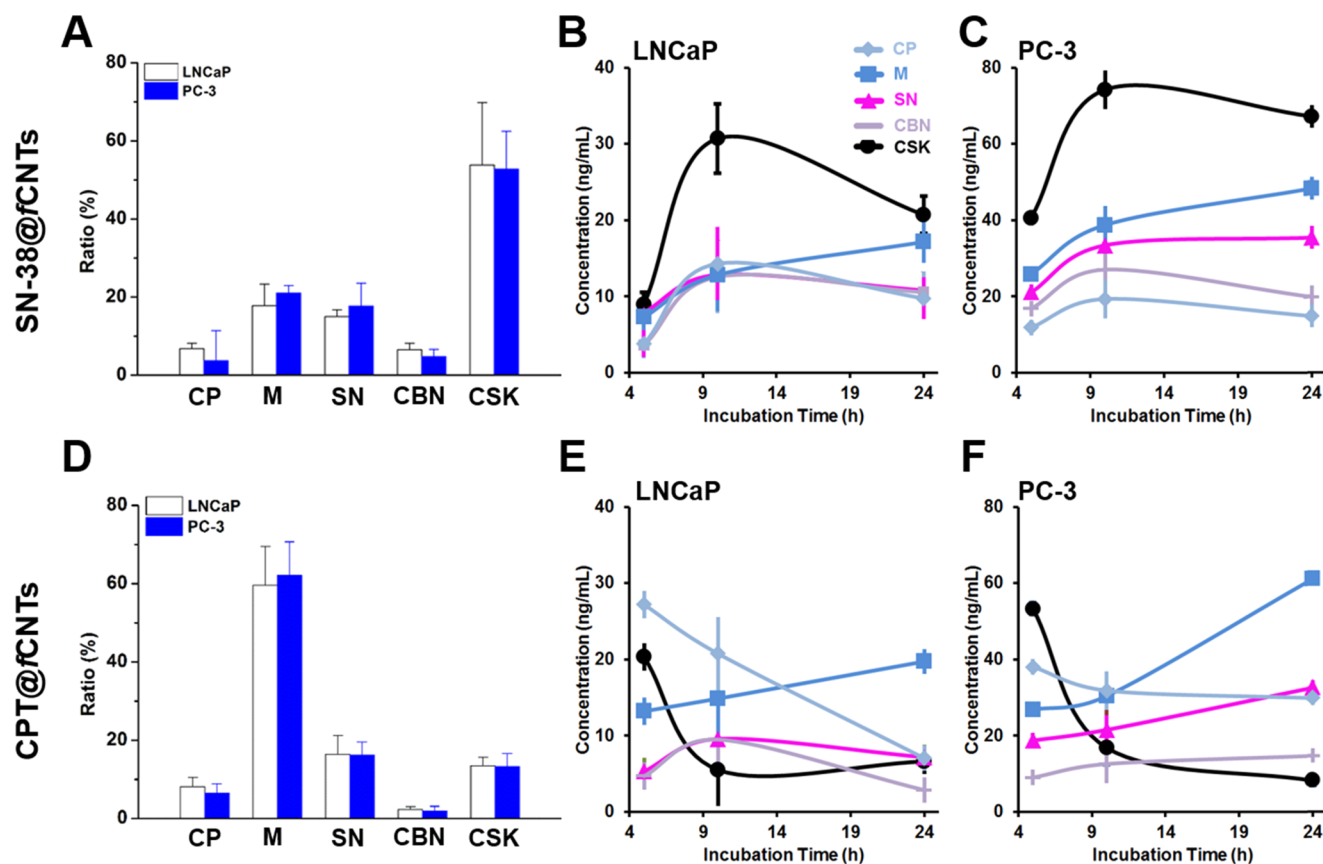 SN-38@fCNTs
A
LNCaP
PC-3
Ratio (%)
80
60
40
20
0
CP M SN CBN CSK
B
LNCaP
CP
M
SN
CBN
CSK
Concentration (ng/mL)
40
30
20
10
0
4 9 14 19 24
Incubation Time (h)
C
PC-3
Concentration (ng/mL)
80
60
40
20
0
4 9 14 19 24
Incubation Time (h)
CPT@fCNTs
D
LNCaP
PC-3
Ratio (%)
80
60
40
20
0
CP M SN CBN CSK
E
LNCaP
Concentration (ng/mL)
40
30
20
10
0
4 9 14 19 24
Incubation Time (h)
F
PC-3
Concentration (ng/mL)
80
60
40
20
0
4 9 14 19 24
Incubation Time (h)